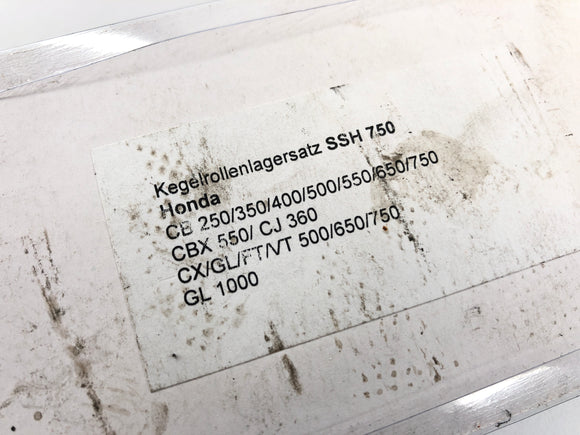 Kegelrollenlagersatz SSH 750
Honda
CB 250/350/400/500/550/650/750
CBX 550/ CJ 360
CX/GL/FT/VT 500/650/750
GL 1000